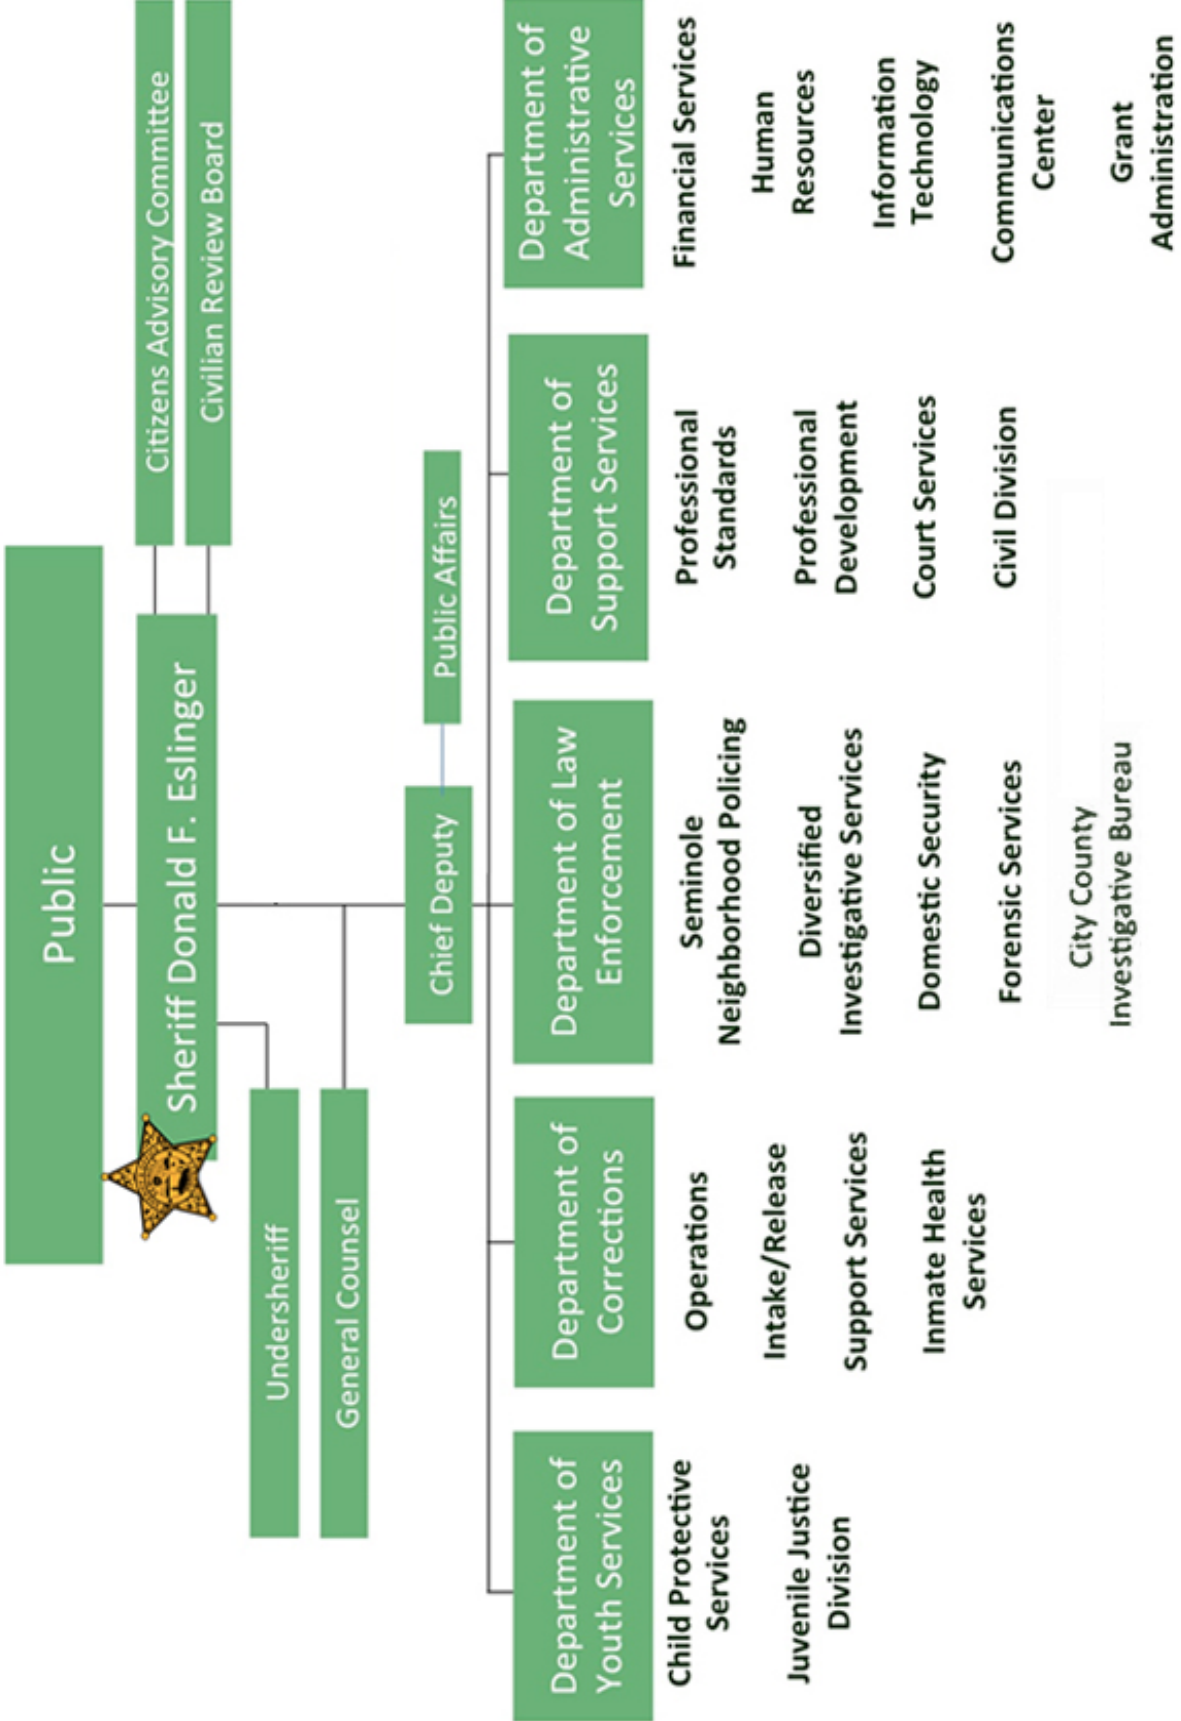 Public
Sheriff Donald F. Eslinger
Citizens Advisory Committee
Civilian Review Board
Undersheriff
General Counsel
Chief Deputy
Public Affairs
Department of
Youth Services
Child Protective
Services
Juvenile Justice
Division
Department of
Corrections
Operations
Intake/Release
Support Services
Inmate Health
Services
Department of Law
Enforcement
Seminole
Neighborhood Policing
Diversified
Investigative Services
Domestic Security
Forensic Services
City County
Investigative Bureau
Department of
Support Services
Professional
Standards
Professional
Development
Court Services
Civil Division
Department of
Administrative
Services
Financial Services
Human
Resources
Information
Technology
Communications
Center
Grant
Administration